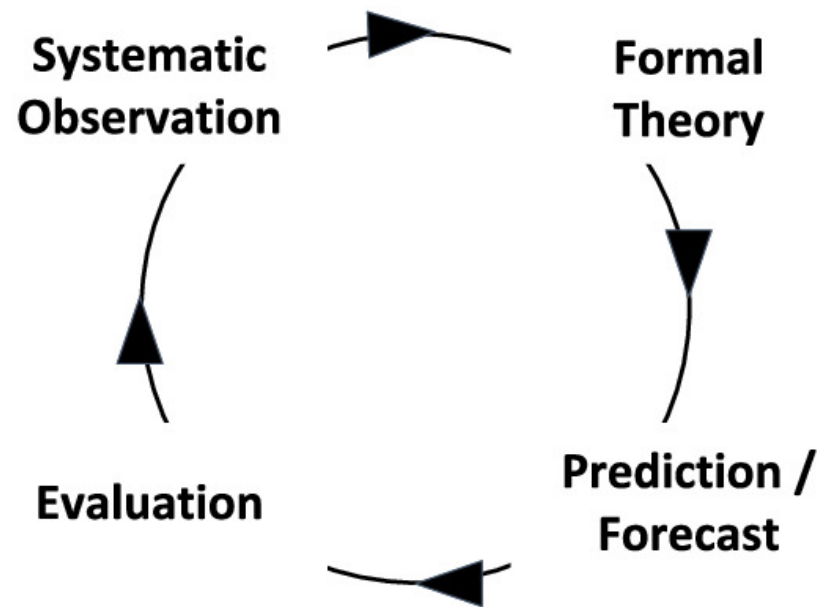 Systematic
Observation
Formal
Theory
Prediction /
Forecast
Evaluation